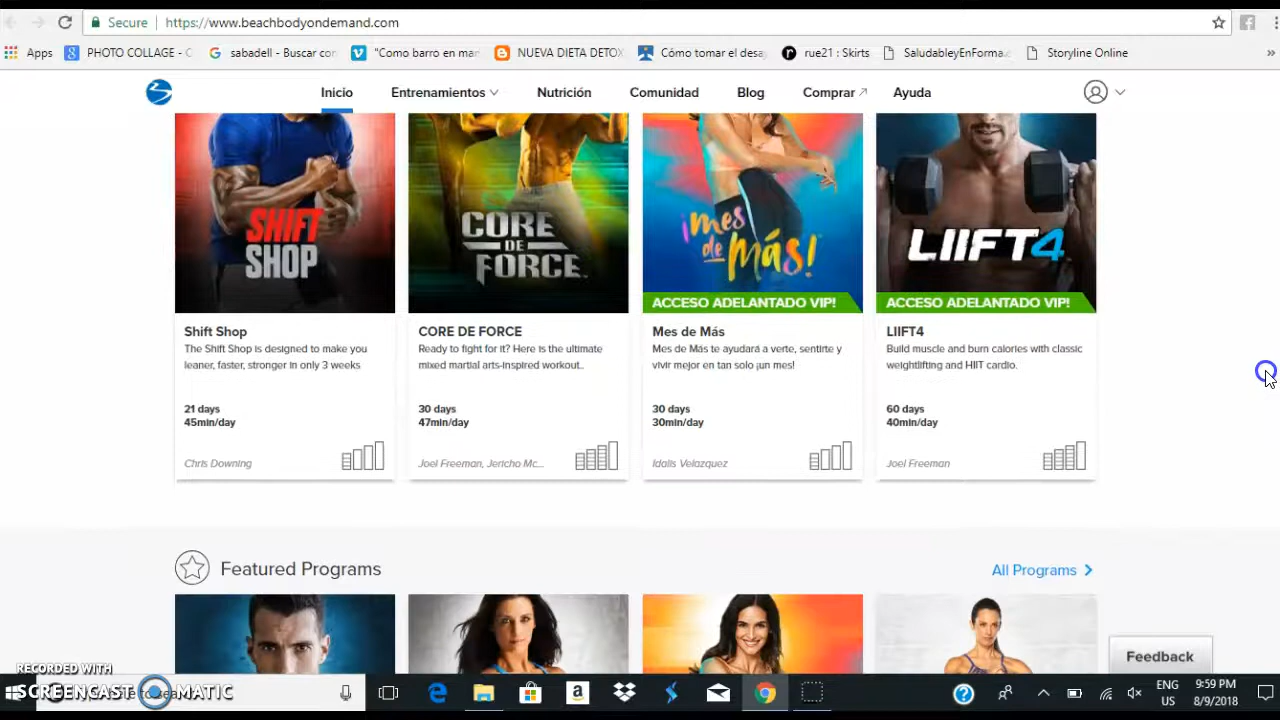 Secure
https://www.beachbodyondemand.com
Apps
PHOTO COLLAGE - C
sabadell - Buscar con
"Como barro en man
NUEVA DIETA DETOX
Cómo tomar el desa
rue21 : Skirts
SaludableyEnForma.
Storyline Online
»
Inicio
Entrenamientos
Nutrición
Comunidad
Blog
Comprar
Ayuda
SHIFT
SHOP
CORE
DE
FORCE
¡mes
de más!
ACCESO ADELANTADO VIP!
LIIFT4
ACCESO ADELANTADO VIP!
Shift Shop
The Shift Shop is designed to make you
leaner, faster, stronger in only 3 weeks
21 days
45min/day
Chris Downing
CORE DE FORCE
Ready to fight for it? Here is the ultimate
mixed martial arts-inspired workout..
30 days
47min/day
Joel Freeman, Jericho Mc...
Mes de Más
Mes de Más te ayudará a verte, sentirte y
vivir mejor en tan solo ¡un mes!
30 days
30min/day
Idalis Velazquez
LIIFT4
Build muscle and burn calories with classic
weightlifting and HIIT cardio.
60 days
40min/day
Joel Freeman
Featured Programs
All Programs
Feedback
RECORDED WITH
SCREENCAST MATIC
ENG
US
9:59 PM
8/9/2018